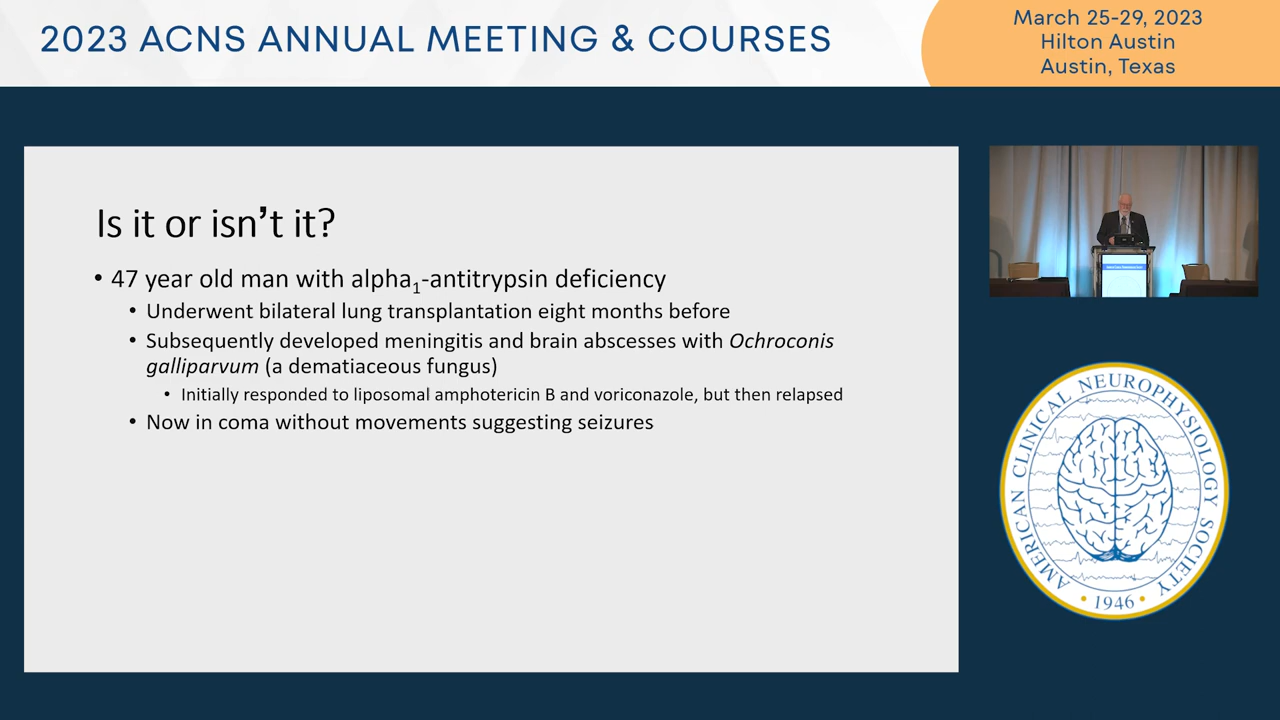 2023 ACNS ANNUAL MEETING & COURSES
March 25-29, 2023
Hilton Austin
Austin, Texas
Is it or isn't it?
• 47 year old man with alpha₁-antitrypsin deficiency
• Underwent bilateral lung transplantation eight months before
• Subsequently developed meningitis and brain abscesses with Ochroconis
galliparvum (a dematiaceous fungus)
• Initially responded to liposomal amphotericin B and voriconazole, but then relapsed
• Now in coma without movements suggesting seizures
AMERICAN CLINICAL NEUROPHYSIOLOGY SOCIETY
• 1946 •